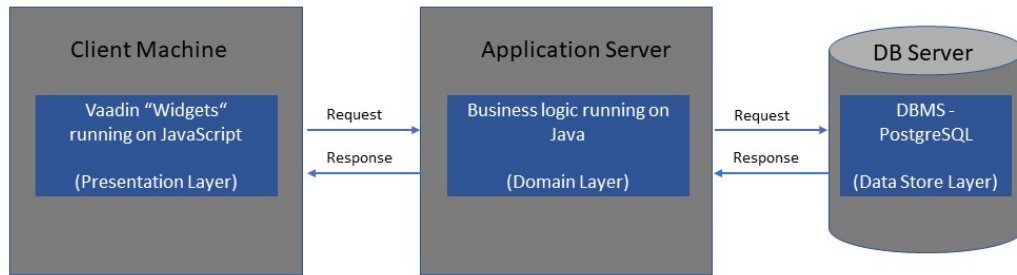 Client Machine
Vaadin “Widgets“
running on JavaScript
(Presentation Layer)
Request
Response
Application Server
Business logic running on
Java
(Domain Layer)
Request
Response
DB Server
DBMS -
PostgreSQL
(Data Store Layer)